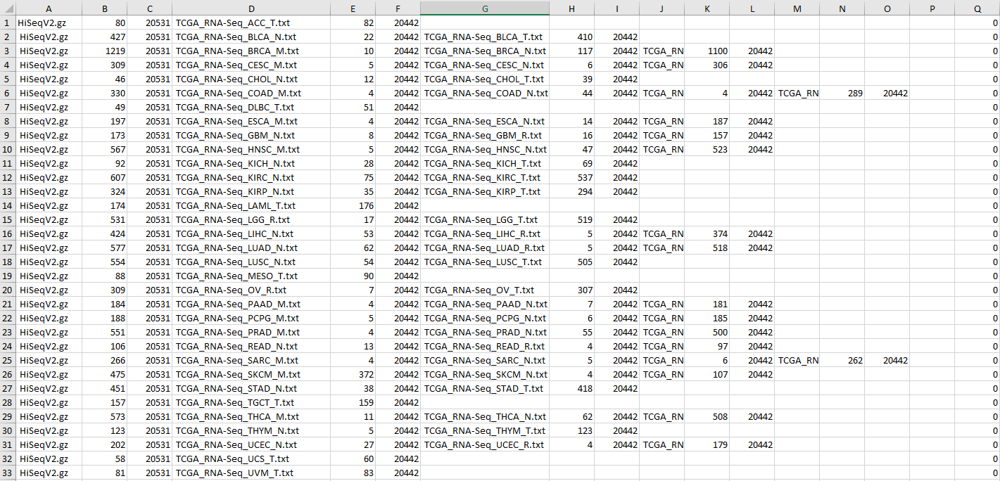 A B C D E F G H I J K L M N O P Q
1 HiSeqV2.gz 80 20531 TCGA_RNA-Seq_ACC_T.txt 82 20442 0
2 HiSeqV2.gz 427 20531 TCGA_RNA-Seq_BLCA_N.txt 22 20442 TCGA_RNA-Seq_BLCA_T.txt 410 20442 0
3 HiSeqV2.gz 1219 20531 TCGA_RNA-Seq_BRCA_M.txt 10 20442 TCGA_RNA-Seq_BRCA_N.txt 117 20442 TCGA_RN 1100 20442 0
4 HiSeqV2.gz 309 20531 TCGA_RNA-Seq_CESC_M.txt 5 20442 TCGA_RNA-Seq_CESC_N.txt 6 20442 TCGA_RN 306 20442 0
5 HiSeqV2.gz 46 20531 TCGA_RNA-Seq_CHOL_N.txt 12 20442 TCGA_RNA-Seq_CHOL_T.txt 39 20442 0
6 HiSeqV2.gz 330 20531 TCGA_RNA-Seq_COAD_M.txt 4 20442 TCGA_RNA-Seq_COAD_N.txt 44 20442 TCGA_RN 4 20442 TCGA_RN 289 20442 0
7 HiSeqV2.gz 49 20531 TCGA_RNA-Seq_DLBC_T.txt 51 20442 0
8 HiSeqV2.gz 197 20531 TCGA_RNA-Seq_ESCA_M.txt 4 20442 TCGA_RNA-Seq_ESCA_N.txt 14 20442 TCGA_RN 187 20442 0
9 HiSeqV2.gz 173 20531 TCGA_RNA-Seq_GBM_N.txt 8 20442 TCGA_RNA-Seq_GBM_R.txt 16 20442 TCGA_RN 157 20442 0
10 HiSeqV2.gz 567 20531 TCGA_RNA-Seq_HNSC_M.txt 5 20442 TCGA_RNA-Seq_HNSC_N.txt 47 20442 TCGA_RN 523 20442 0
11 HiSeqV2.gz 92 20531 TCGA_RNA-Seq_KICH_N.txt 28 20442 TCGA_RNA-Seq_KICH_T.txt 69 20442 0
12 HiSeqV2.gz 607 20531 TCGA_RNA-Seq_KIRC_N.txt 75 20442 TCGA_RNA-Seq_KIRC_T.txt 537 20442 0
13 HiSeqV2.gz 324 20531 TCGA_RNA-Seq_KIRP_N.txt 35 20442 TCGA_RNA-Seq_KIRP_T.txt 294 20442 0
14 HiSeqV2.gz 174 20531 TCGA_RNA-Seq_LAML_T.txt 176 20442 0
15 HiSeqV2.gz 531 20531 TCGA_RNA-Seq_LGG_R.txt 17 20442 TCGA_RNA-Seq_LGG_T.txt 519 20442 0
16 HiSeqV2.gz 424 20531 TCGA_RNA-Seq_LIHC_N.txt 53 20442 TCGA_RNA-Seq_LIHC_R.txt 5 20442 TCGA_RN 374 20442 0
17 HiSeqV2.gz 577 20531 TCGA_RNA-Seq_LUAD_N.txt 62 20442 TCGA_RNA-Seq_LUAD_R.txt 5 20442 TCGA_RN 518 20442 0
18 HiSeqV2.gz 554 20531 TCGA_RNA-Seq_LUSC_N.txt 54 20442 TCGA_RNA-Seq_LUSC_T.txt 505 20442 0
19 HiSeqV2.gz 88 20531 TCGA_RNA-Seq_MESO_T.txt 90 20442 0
20 HiSeqV2.gz 309 20531 TCGA_RNA-Seq_OV_R.txt 7 20442 TCGA_RNA-Seq_OV_T.txt 307 20442 0
21 HiSeqV2.gz 184 20531 TCGA_RNA-Seq_PAAD_M.txt 4 20442 TCGA_RNA-Seq_PAAD_N.txt 7 20442 TCGA_RN 181 20442 0
22 HiSeqV2.gz 188 20531 TCGA_RNA-Seq_PCPG_M.txt 5 20442 TCGA_RNA-Seq_PCPG_N.txt 6 20442 TCGA_RN 185 20442 0
23 HiSeqV2.gz 551 20531 TCGA_RNA-Seq_PRAD_M.txt 4 20442 TCGA_RNA-Seq_PRAD_N.txt 55 20442 TCGA_RN 500 20442 0
24 HiSeqV2.gz 106 20531 TCGA_RNA-Seq_READ_N.txt 13 20442 TCGA_RNA-Seq_READ_R.txt 4 20442 TCGA_RN 97 20442 0
25 HiSeqV2.gz 266 20531 TCGA_RNA-Seq_SARC_M.txt 4 20442 TCGA_RNA-Seq_SARC_N.txt 5 20442 TCGA_RN 6 20442 TCGA_RN 262 20442 0
26 HiSeqV2.gz 475 20531 TCGA_RNA-Seq_SKCM_M.txt 372 20442 TCGA_RNA-Seq_SKCM_N.txt 4 20442 TCGA_RN 107 20442 0
27 HiSeqV2.gz 451 20531 TCGA_RNA-Seq_STAD_N.txt 38 20442 TCGA_RNA-Seq_STAD_T.txt 418 20442 0
28 HiSeqV2.gz 157 20531 TCGA_RNA-Seq_TGCT_T.txt 159 20442 0
29 HiSeqV2.gz 573 20531 TCGA_RNA-Seq_THCA_M.txt 11 20442 TCGA_RNA-Seq_THCA_N.txt 62 20442 TCGA_RN 508 20442 0
30 HiSeqV2.gz 123 20531 TCGA_RNA-Seq_THYM_N.txt 5 20442 TCGA_RNA-Seq_THYM_T.txt 123 20442 0
31 HiSeqV2.gz 202 20531 TCGA_RNA-Seq_UCEC_N.txt 27 20442 TCGA_RNA-Seq_UCEC_R.txt 4 20442 TCGA_RN 179 20442 0
32 HiSeqV2.gz 58 20531 TCGA_RNA-Seq_UCS_T.txt 60 20442 0
33 HiSeqV2.gz 81 20531 TCGA_RNA-Seq_UVM_T.txt 83 20442 0